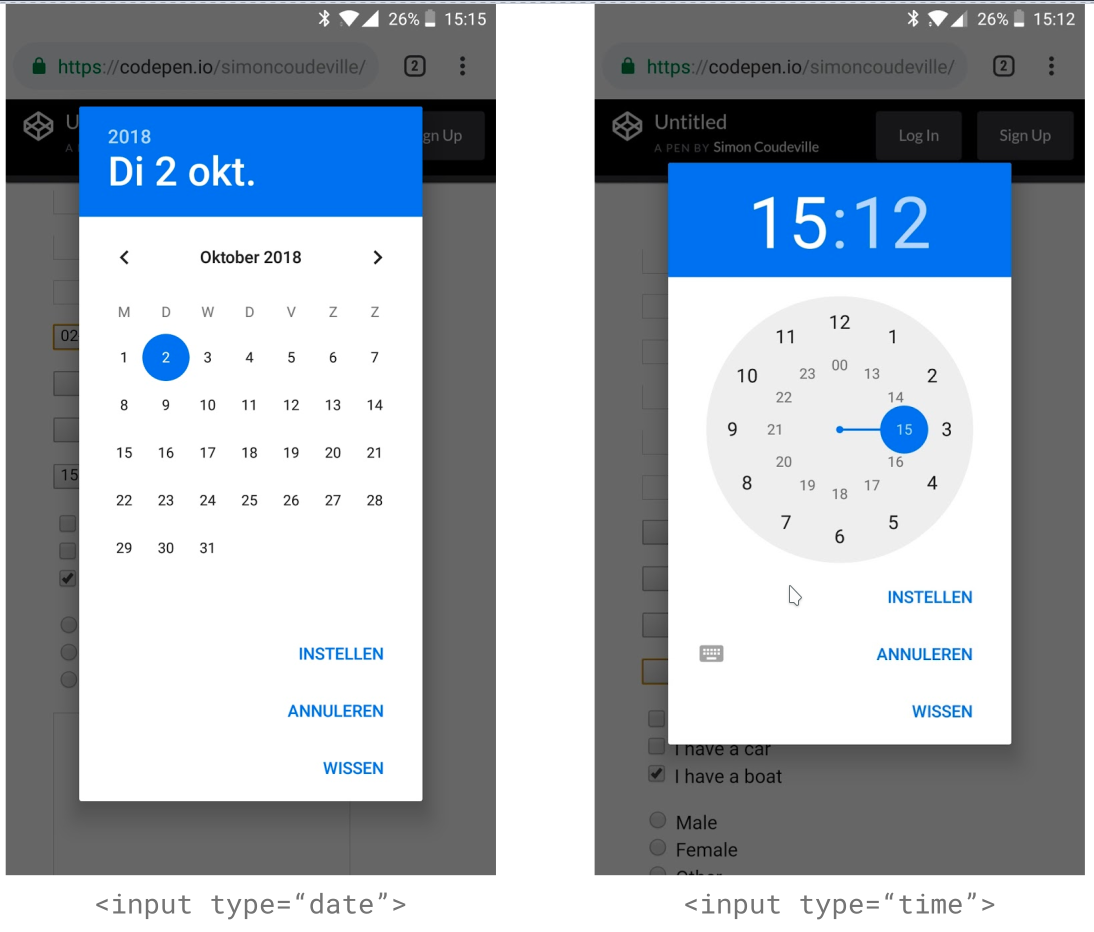 26% 15:15
https://codepen.io/simoncoudeville/ 2
U
gn Up
A
2018
Di 2 okt.
Oktober 2018
M D W D V Z Z
1 2 3 4 5 6 7
8 9 10 11 12 13 14
15 16 17 18 19 20 21
22 23 24 25 26 27 28
29 30 31
02
15
INSTELLEN
ANNULEREN
WISSEN
<input type=“date”>
26% 15:12
https://codepen.io/simoncoudeville/ 2
Untitled
A PEN BY Simon Coudeville
Log In
Sign Up
15:12
12
11 1
00
23 13
10 2
22 14
9 21 15 3
20 16
8 4
19 17
18
7 5
6
INSTELLEN
ANNULEREN
WISSEN
I have a car
I have a boat
Male
Female
Other
<input type=“time”>